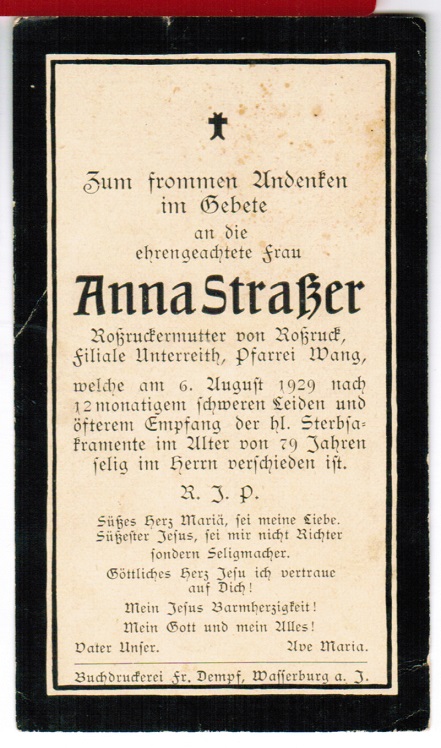 Zum frommen Andenken
im Gebete
an die
ehrengeachtete Frau
Anna Straßer
Roßruckermutter von Roßruck,
Filiale Unterreith, Pfarrei Wang,
welche am 6. August 1929 nach
12monatigem schweren Leiden und
öfterem Empfang der hl. Sterbsa-
kramente im Alter von 79 Jahren
selig im Herrn verschieden ist.
R. J. P.
Süßes Herz Mariä, sei meine Liebe.
Süßester Jesus, sei mir nicht Richter
sondern Seligmacher.
Göttliches Herz Jesu ich vertraue
auf Dich!
Mein Jesus Barmherzigkeit!
Mein Gott und mein Alles!
Vater Unser. Ave Maria.
Buchdruckerei Fr. Dempf, Wasserburg a. J.